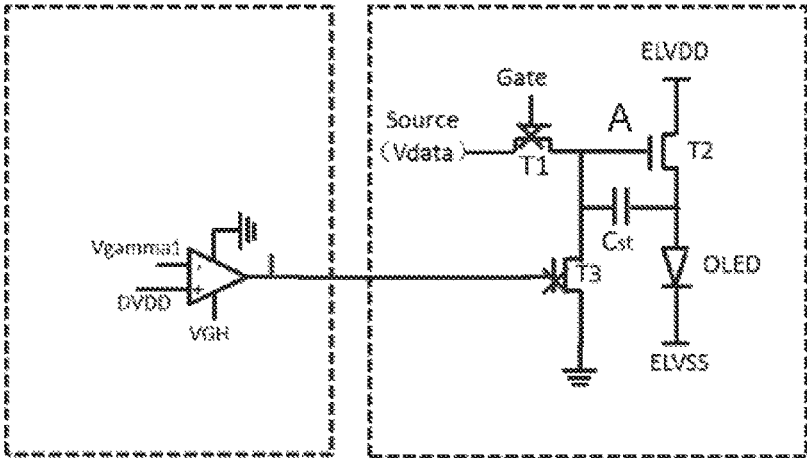 ELVDD
Gate
Source
(Vdata)
A
T1
T2
Cst
Vgamma1
-
+
DVDD
VGH
T3
OLED
ELVSS